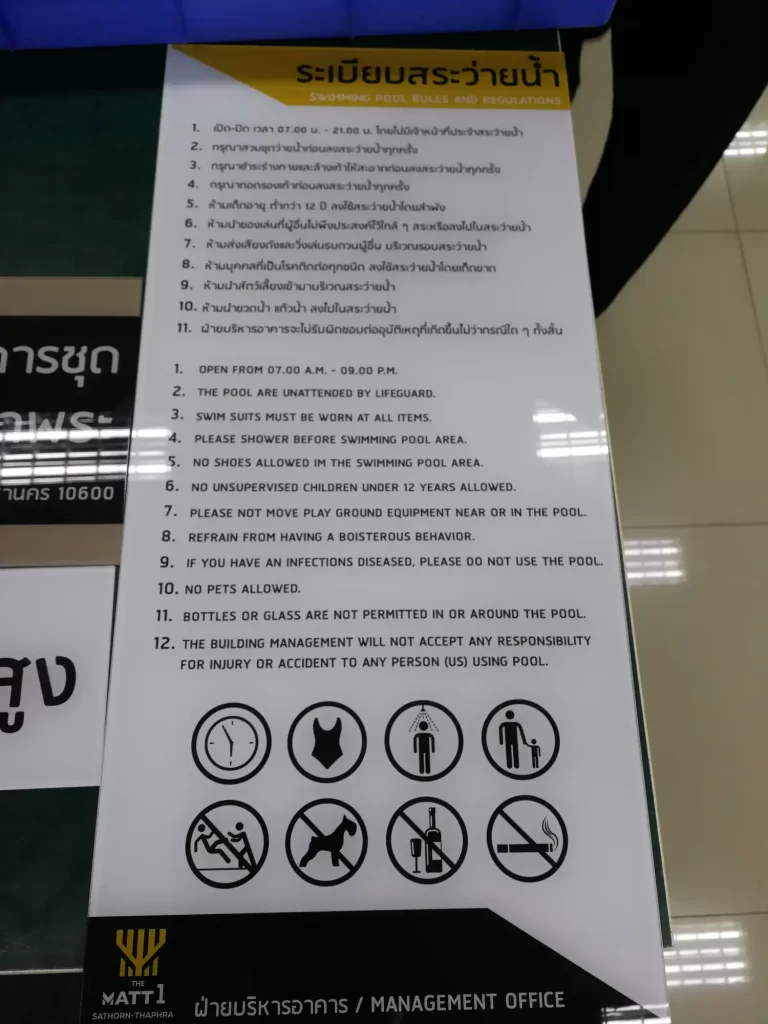 ระเบียบสระว่ายน้ำ
SWIMMING POOL RULES AND REGULATIONS
1. เปิด-ปิด เวลา 07.00 น. - 21.00 น. โดยไม่มีเจ้าหน้าที่ประจำสระว่ายน้ำ
2. กรุณาสวมชุดว่ายน้ำก่อนลงสระว่ายน้ำทุกครั้ง
3. กรุณาชำระร่างกายและล้างเท้าให้สะอาดก่อนลงสระว่ายน้ำทุกครั้ง
4. กรุณาถอดรองเท้าก่อนลงสระว่ายน้ำทุกครั้ง
5. ห้ามเด็กอายุ ต่ำกว่า 12 ปี ลงใช้สระว่ายน้ำโดยลำพัง
6. ห้ามนำของเล่นที่ผู้อื่นไม่พึงประสงค์ไว้ใกล้ ๆ สระหรือลงไปในสระว่ายน้ำ
7. ห้ามส่งเสียงดังและวิ่งเล่นรบกวนผู้อื่น บริเวณรอบสระว่ายน้ำ
8. ห้ามบุคคลที่เป็นโรคติดต่อทุกชนิด ลงใช้สระว่ายน้ำโดยเด็ดขาด
9. ห้ามนำสัตว์เลี้ยงเข้ามาบริเวณสระว่ายน้ำ
10. ห้ามนำขวดน้ำ แก้วน้ำ ลงไปในสระว่ายน้ำ
11. ฝ่ายบริหารอาคารจะไม่รับผิดชอบต่ออุบัติเหตุที่เกิดขึ้นไม่ว่ากรณีใด ๆ ทั้งสิ้น
1. OPEN FROM 07.00 A.M. - 09.00 P.M.
2. THE POOL ARE UNATTENDED BY LIFEGUARD.
3. SWIM SUITS MUST BE WORN AT ALL ITEMS.
4. PLEASE SHOWER BEFORE SWIMMING POOL AREA.
5. NO SHOES ALLOWED IM THE SWIMMING POOL AREA.
6. NO UNSUPERVISED CHILDREN UNDER 12 YEARS ALLOWED.
7. PLEASE NOT MOVE PLAY GROUND EQUIPMENT NEAR OR IN THE POOL.
8. REFRAIN FROM HAVING A BOISTEROUS BEHAVIOR.
9. IF YOU HAVE AN INFECTIONS DISEASED, PLEASE DO NOT USE THE POOL.
10. NO PETS ALLOWED.
11. BOTTLES OR GLASS ARE NOT PERMITTED IN OR AROUND THE POOL.
12. THE BUILDING MANAGEMENT WILL NOT ACCEPT ANY RESPONSIBILITY
FOR INJURY OR ACCIDENT TO ANY PERSON (US) USING POOL.
THE
MATT1
SATHORN-THAPHRA
ฝ่ายบริหารอาคาร / MANAGEMENT OFFICE
ารชุด
พระ
านคร 10600
สูง